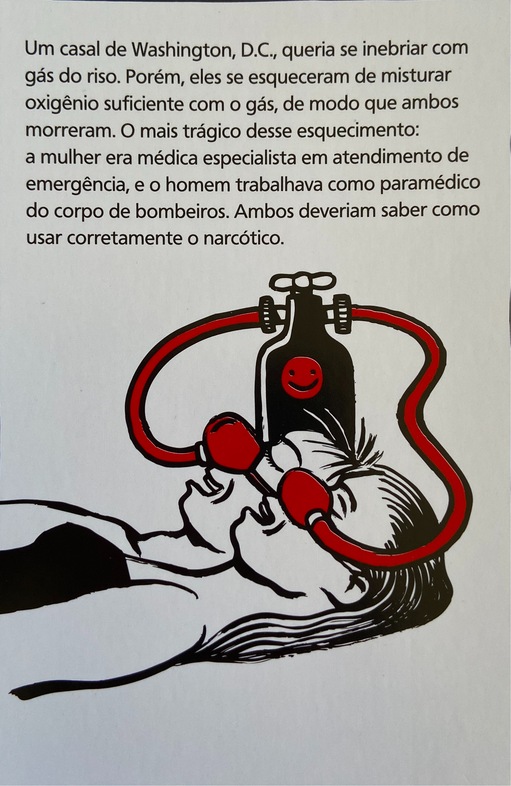 Um casal de Washington, D.C., queria se inebriar com
gás do riso. Porém, eles se esqueceram de misturar
oxigênio suficiente com o gás, de modo que ambos
morreram. O mais trágico desse esquecimento:
a mulher era médica especialista em atendimento de
emergência, e o homem trabalhava como paramédico
do corpo de bombeiros. Ambos deveriam saber como
usar corretamente o narcótico.